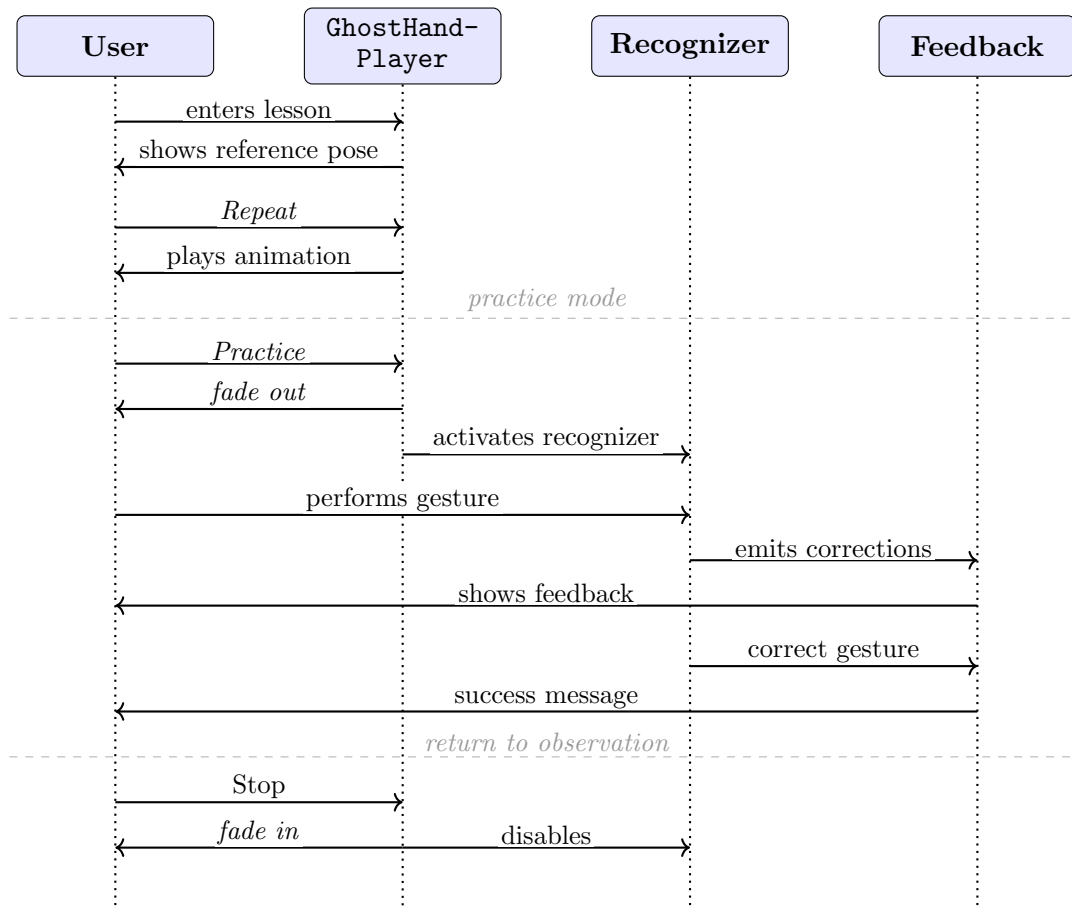 User
GhostHand-
Player
Recognizer
Feedback
enters lesson
shows reference pose
Repeat
plays animation
practice mode
Practice
fade out
activates recognizer
performs gesture
emits corrections
shows feedback
correct gesture
success message
return to observation
Stop
fade in
disables